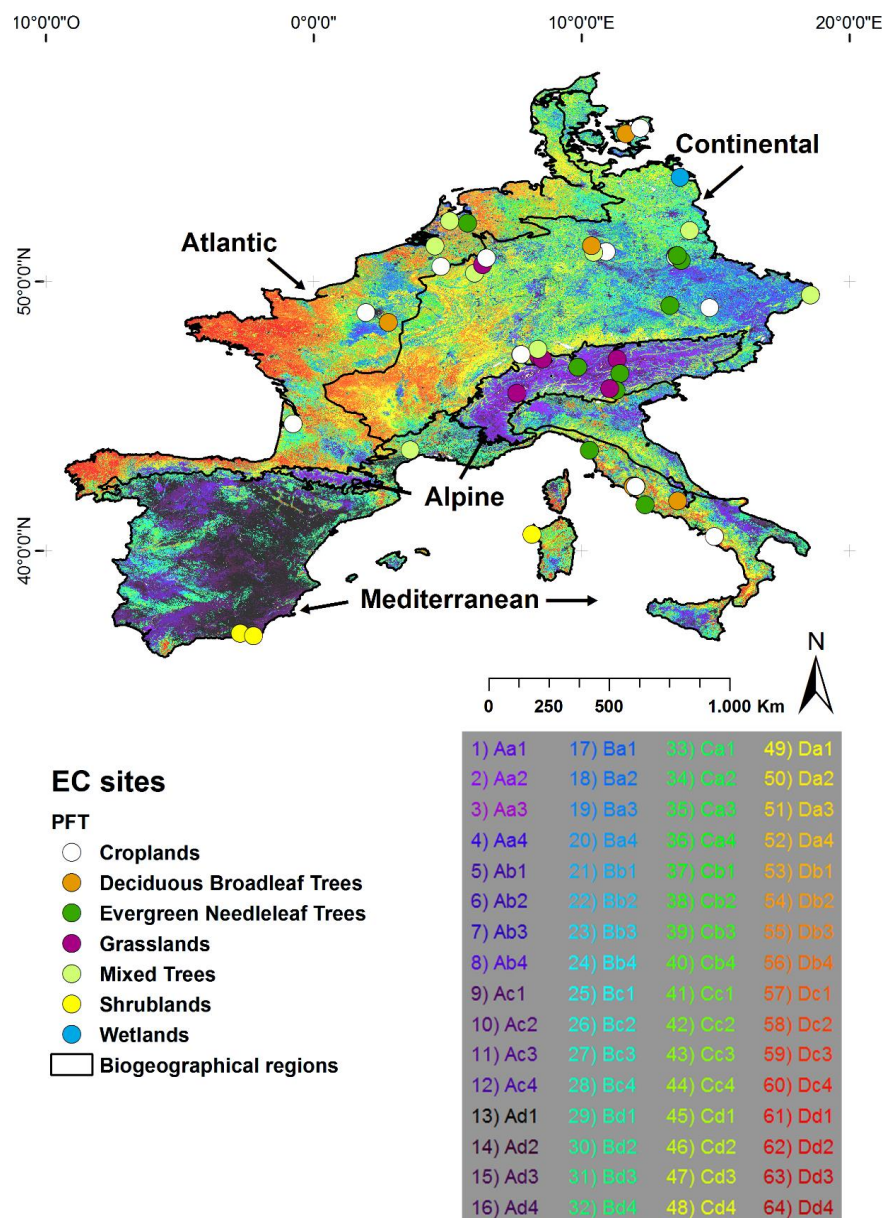 10°0'0"O 0°0'0" 10°0'0"E 20°0'0"E
Continental
Atlantic
50°0'0"N
Alpine
40°0'0"N
Mediterranean
N
0 250 500 1.000 Km
EC sites
PFT
Croplands
Deciduous Broadleaf Trees
Evergreen Needleleaf Trees
Grasslands
Mixed Trees
Shrublands
Wetlands
Biogeographical regions
1) Aa1 17) Ba1 33) Ca1 49) Da1
2) Aa2 18) Ba2 34) Ca2 50) Da2
3) Aa3 19) Ba3 35) Ca3 51) Da3
4) Aa4 20) Ba4 36) Ca4 52) Da4
5) Ab1 21) Bb1 37) Cb1 53) Db1
6) Ab2 22) Bb2 38) Cb2 54) Db2
7) Ab3 23) Bb3 39) Cb3 55) Db3
8) Ab4 24) Bb4 40) Cb4 56) Db4
9) Ac1 25) Bc1 41) Cc1 57) Dc1
10) Ac2 26) Bc2 42) Cc2 58) Dc2
11) Ac3 27) Bc3 43) Cc3 59) Dc3
12) Ac4 28) Bc4 44) Cc4 60) Dc4
13) Ad1 29) Bd1 45) Cd1 61) Dd1
14) Ad2 30) Bd2 46) Cd2 62) Dd2
15) Ad3 31) Bd3 47) Cd3 63) Dd3
16) Ad4 32) Bd4 48) Cd4 64) Dd4